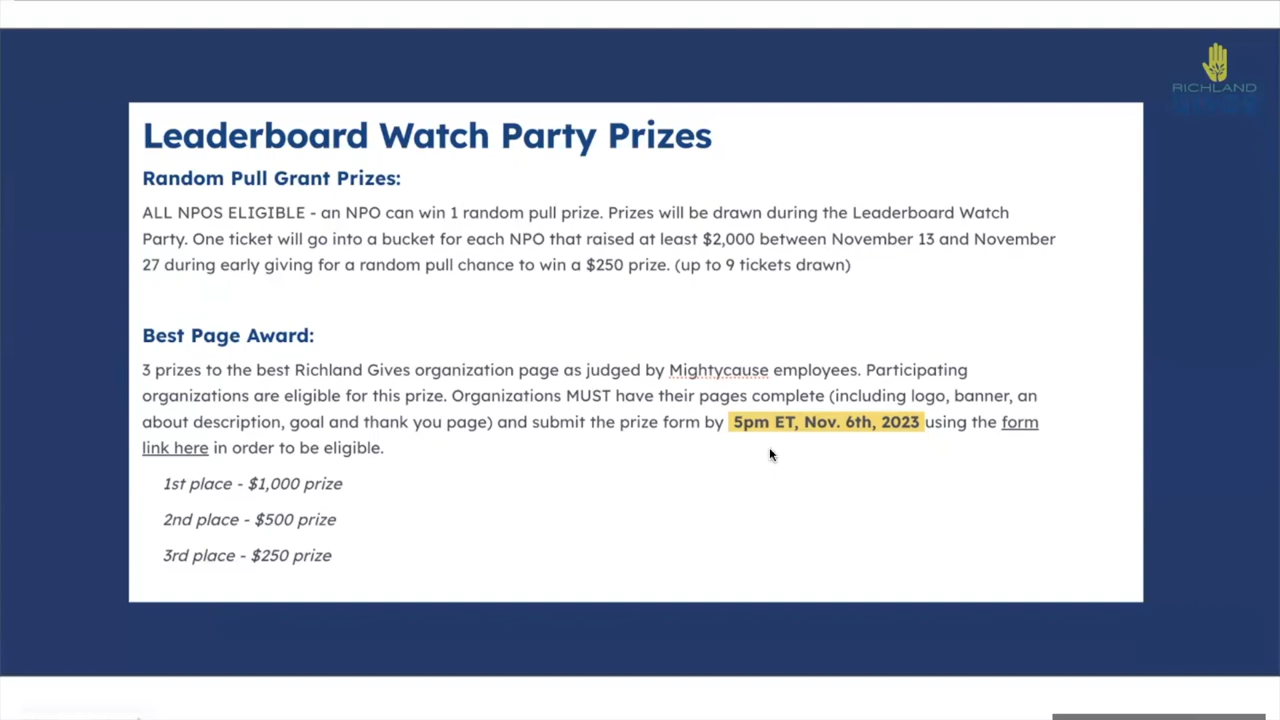 RICHLAND
Leaderboard Watch Party Prizes
Random Pull Grant Prizes:
ALL NPOS ELIGIBLE - an NPO can win 1 random pull prize. Prizes will be drawn during the Leaderboard Watch
Party. One ticket will go into a bucket for each NPO that raised at least $2,000 between November 13 and November
27 during early giving for a random pull chance to win a $250 prize. (up to 9 tickets drawn)
Best Page Award:
3 prizes to the best Richland Gives organization page as judged by Mightycause employees. Participating
organizations are eligible for this prize. Organizations MUST have their pages complete (including logo, banner, an
about description, goal and thank you page) and submit the prize form by 5pm ET, Nov. 6th, 2023 using the form
link here in order to be eligible.
1st place - $1,000 prize
2nd place - $500 prize
3rd place - $250 prize